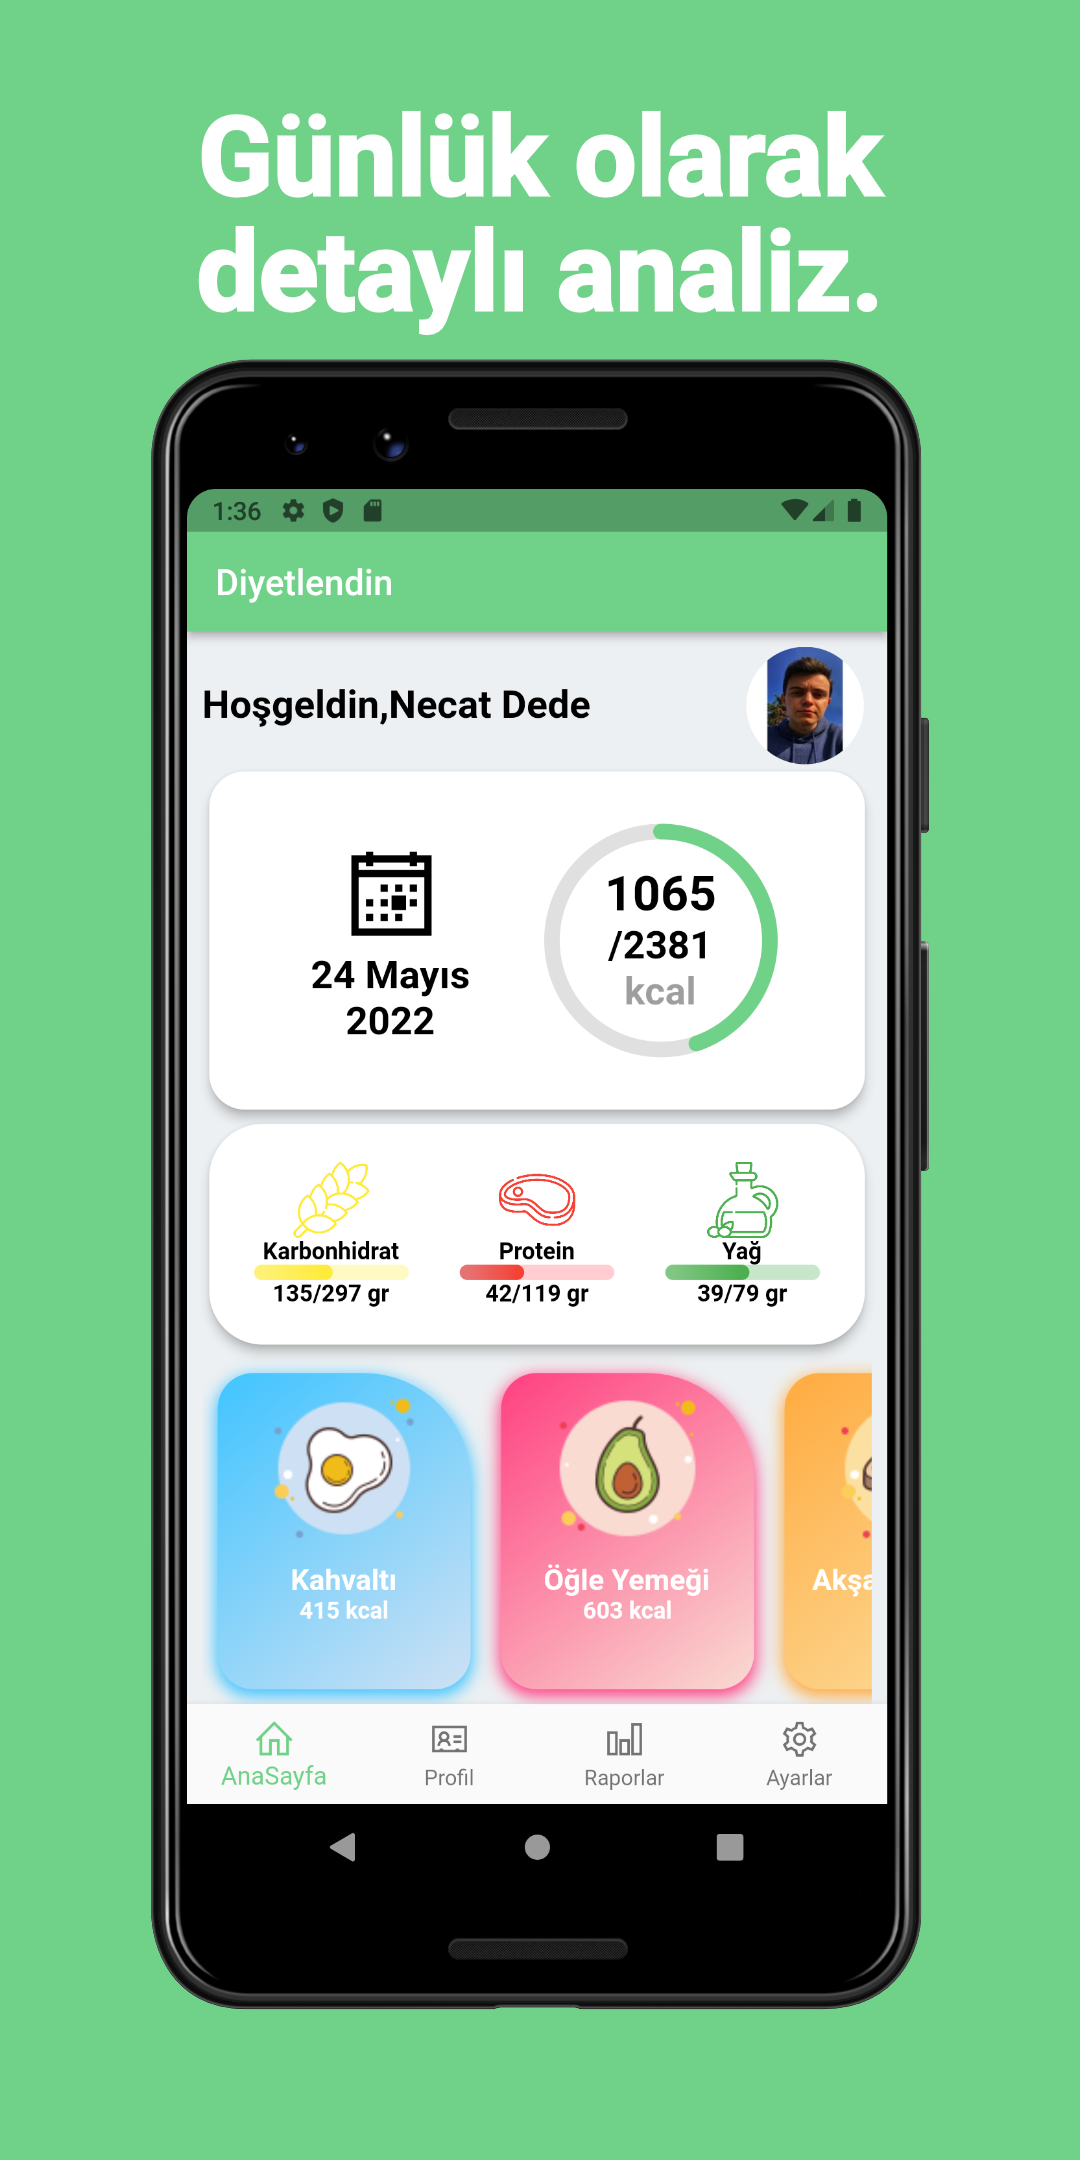 Günlük olarak
detaylı analiz.
1:36
Diyetlendin
Hoşgeldin,Necat Dede
24 Mayıs
2022
1065
/2381
kcal
Karbonhidrat
135/297 gr
Protein
42/119 gr
Yağ
39/79 gr
Kahvaltı
415 kcal
Öğle Yemeği
603 kcal
Akşa
AnaSayfa
Profil
Raporlar
Ayarlar